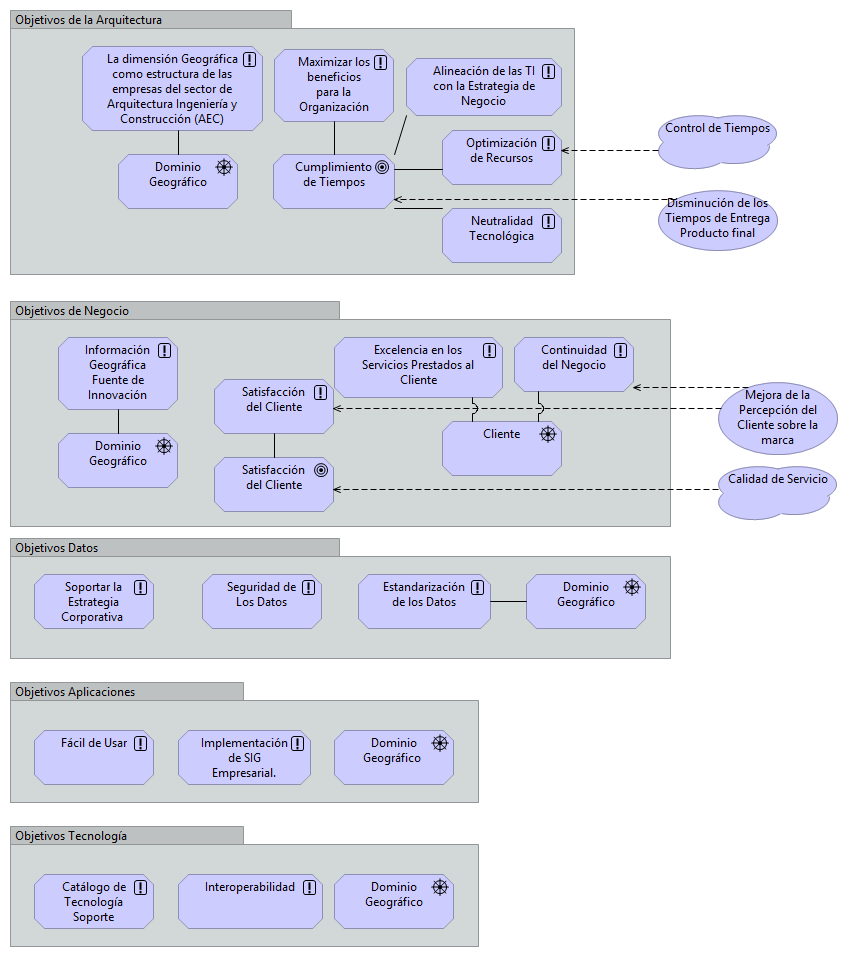 Objetivos de la Arquitectura
La dimensión Geográfica
como estructura de las
empresas del sector de
Arquitectura Ingeniería y
Construcción (AEC)
Maximizar los
beneficios
para la
Organización
Alineación de las TI
con la Estrategia de
Negocio
Optimización
de Recursos
Control de Tiempos
Dominio
Geográfico
Cumplimiento
de Tiempos
Neutralidad
Tecnológica
Disminución de los
Tiempos de Entrega
Producto final
Objetivos de Negocio
Información
Geográfica
Fuente de
Innovación
Satisfacción
del Cliente
Excelencia en los
Servicios Prestados al
Cliente
Continuidad
del Negocio
Mejora de la
Percepción del
Cliente sobre la
marca
Dominio
Geográfico
Satisfacción
del Cliente
Cliente
Calidad de Servicio
Objetivos Datos
Soportar la
Estrategia
Corporativa
Seguridad de
Los Datos
Estandarización
de los Datos
Dominio
Geográfico
Objetivos Aplicaciones
Fácil de Usar
Implementación
de SIG
Empresarial.
Dominio
Geográfico
Objetivos Tecnología
Catálogo de
Tecnología
Soporte
Interoperabilidad
Dominio
Geográfico